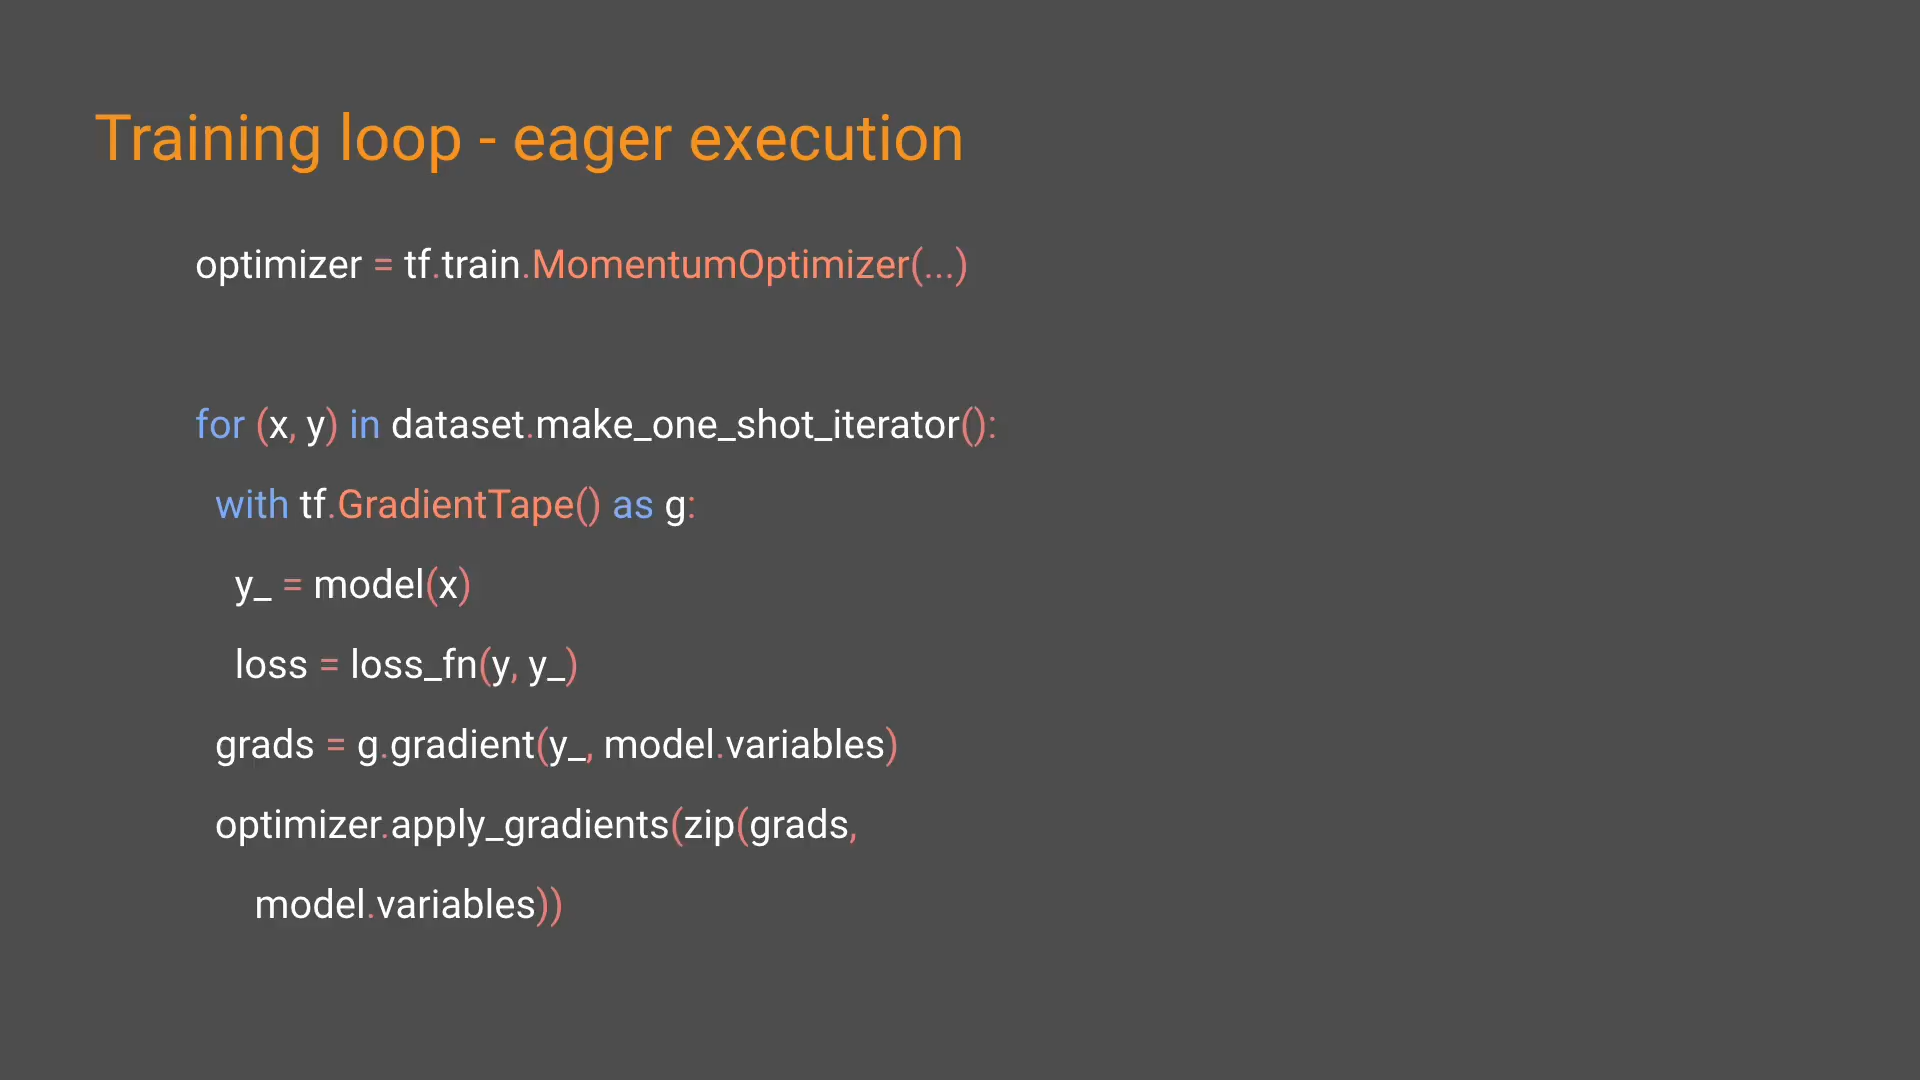 Training loop - eager execution
optimizer = tf.train.MomentumOptimizer(...)
for (x, y) in dataset.make_one_shot_iterator():
with tf.GradientTape() as g:
y_ = model(x)
loss = loss_fn(y, y_)
grads = g.gradient(y_, model.variables)
optimizer.apply_gradients(zip(grads,
model.variables))